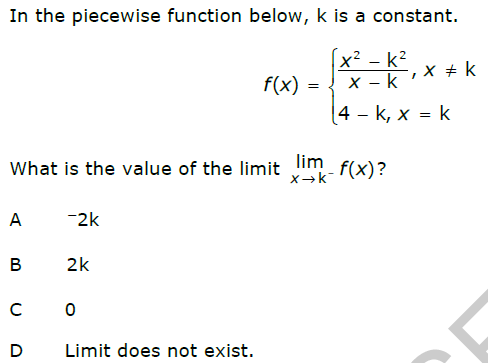 In the piecewise function below, k is a constant.
f(x) = { x² – k² / x – k , x ≠ k
4 – k, x = k
What is the value of the limit lim x→k⁻ f(x)?
A ⁻2k
B 2k
C 0
D Limit does not exist.